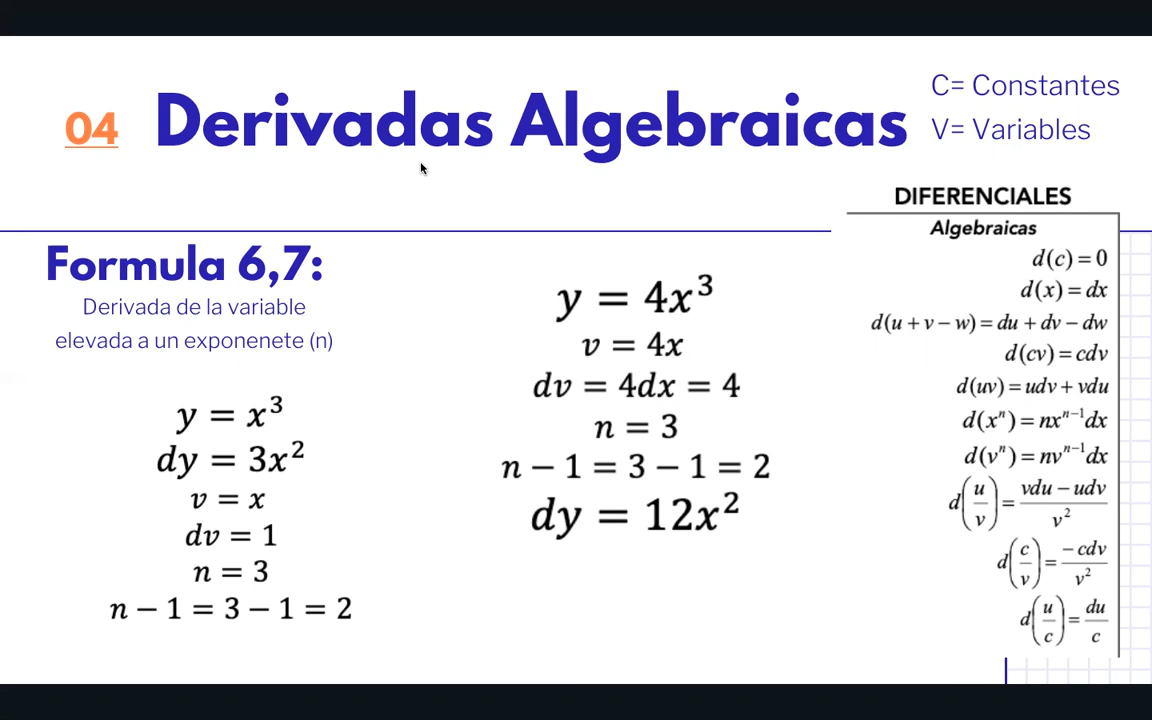 04
Derivadas Algebraicas
C= Constantes
V= Variables
Formula 6,7:
Derivada de la variable
elevada a un exponenete (n)
y = x³
dy = 3x²
v = x
dv = 1
n = 3
n − 1 = 3 − 1 = 2
y = 4x³
v = 4x
dv = 4dx = 4
n = 3
n − 1 = 3 − 1 = 2
dy = 12x²
DIFERENCIALES
Algebraicas
d(c) = 0
d(x) = dx
d(u + v − w) = du + dv − dw
d(cv) = cdv
d(uv) = udv + vdu
d(xⁿ) = nxⁿ⁻¹dx
d(vⁿ) = nvⁿ⁻¹dx
d(u/v) = (vdu − udv)/v²
d(c/v) = −cdv/v²
d(u/c) = du/c